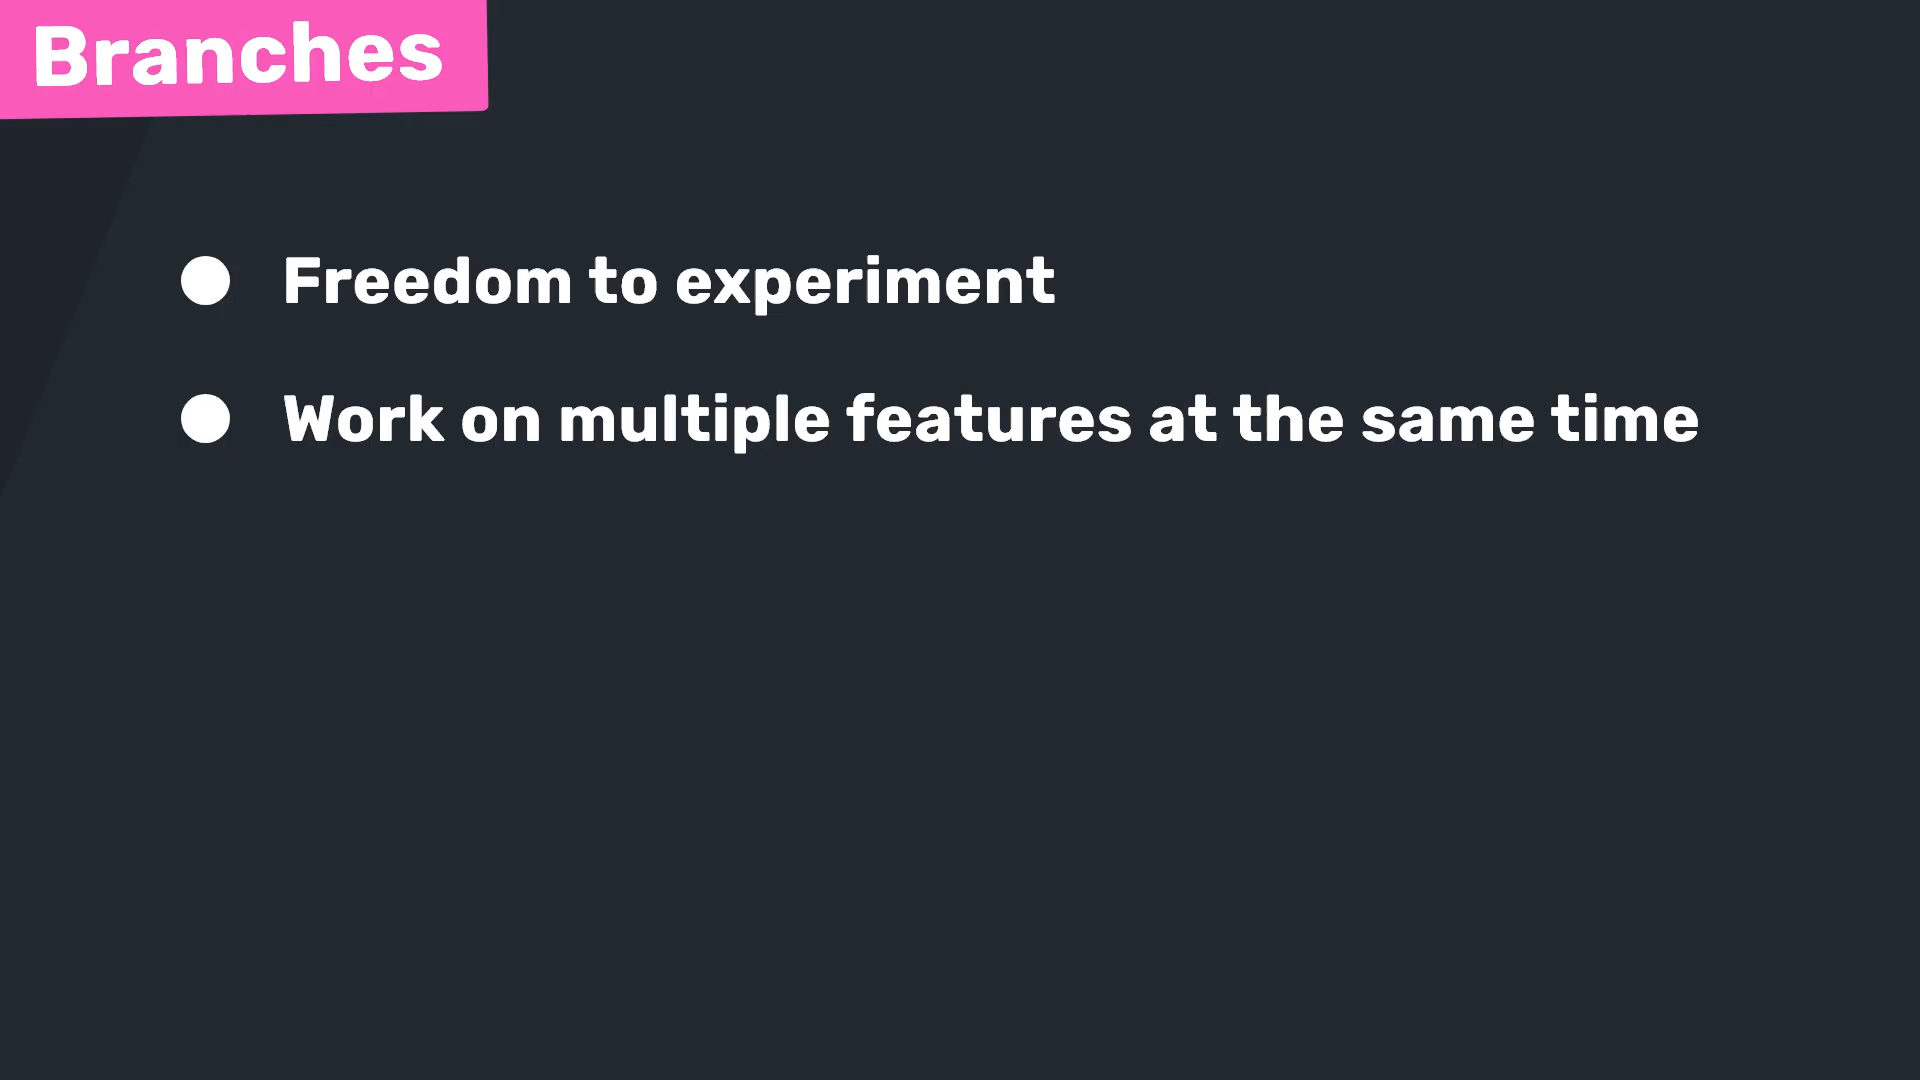 Branches
Freedom to experiment
Work on multiple features at the same time